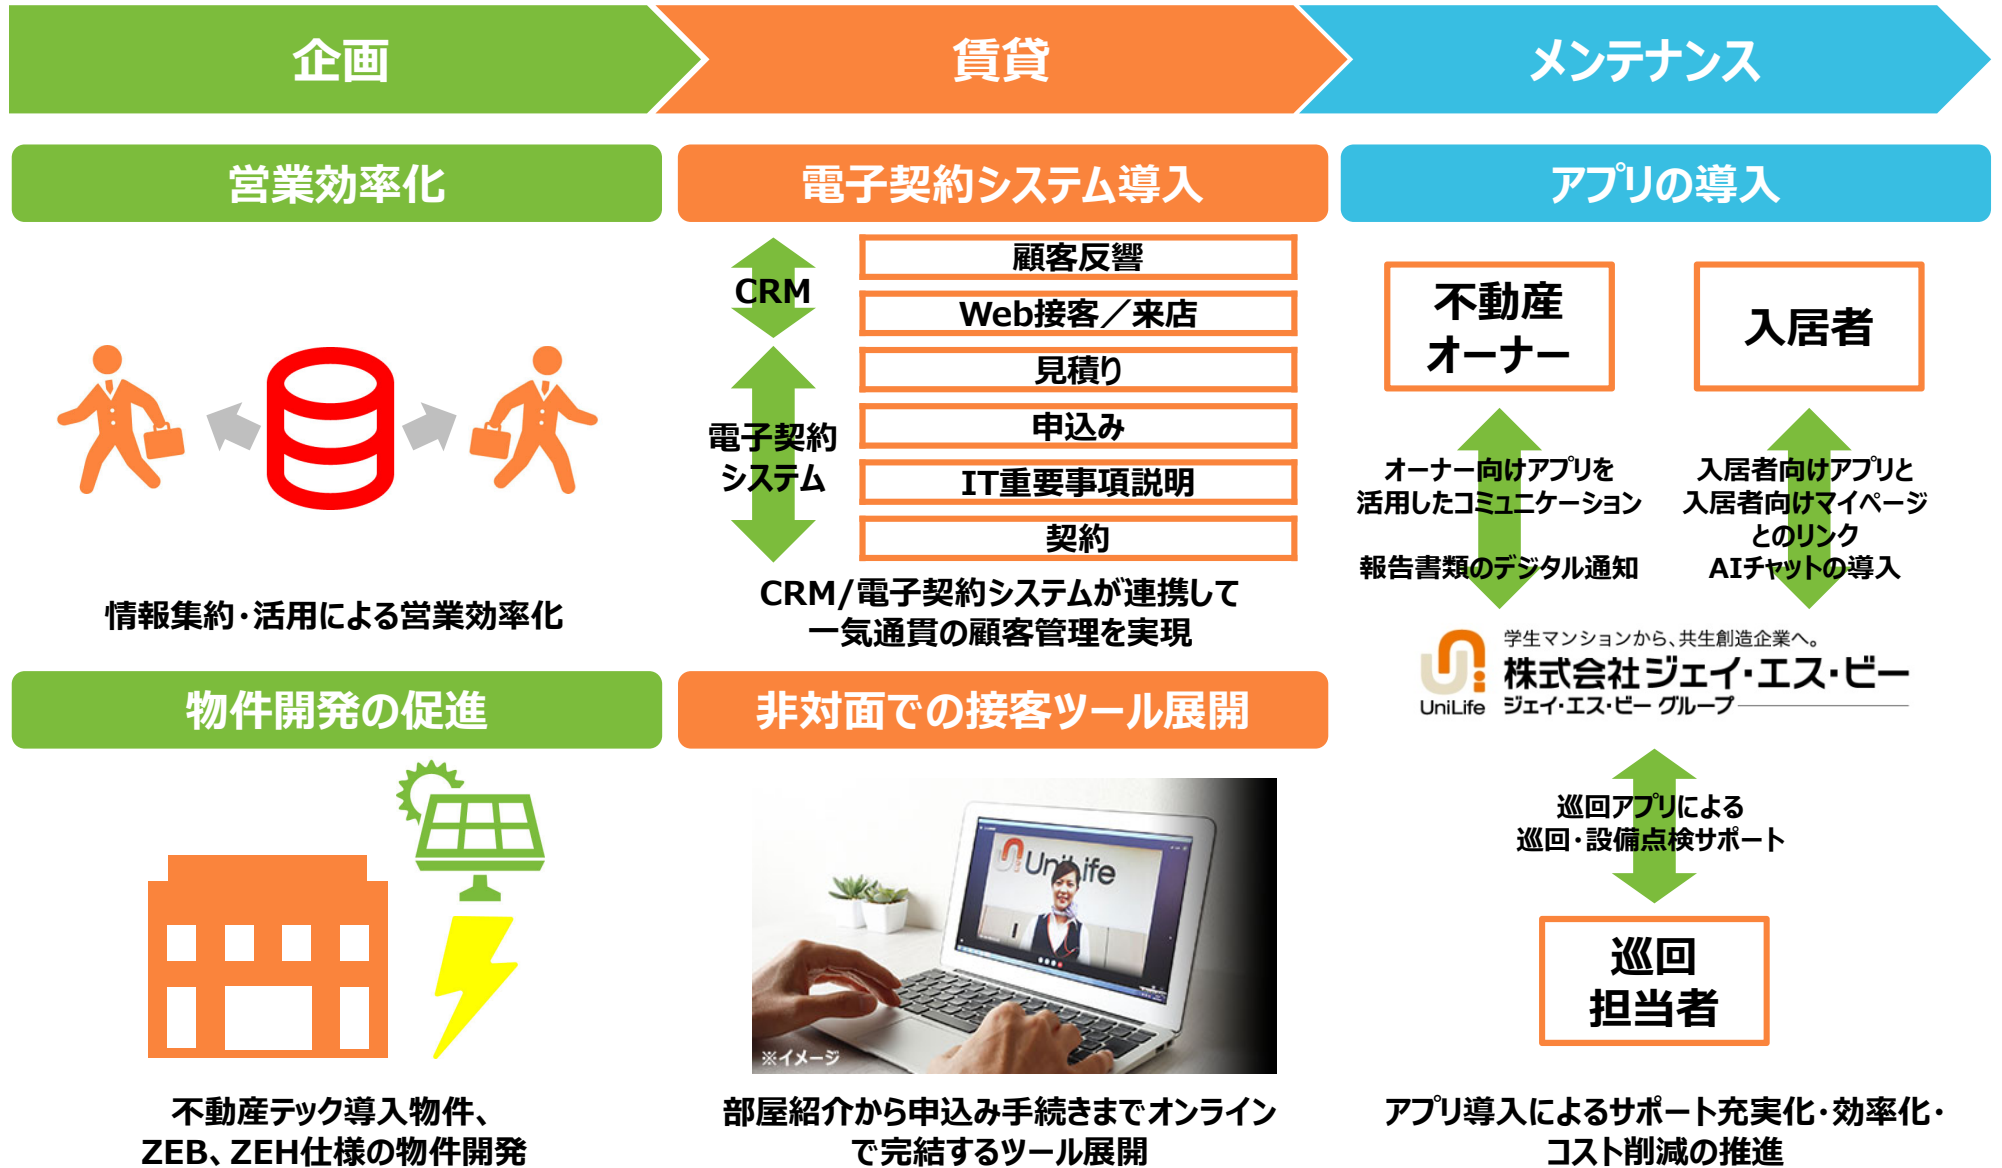 企画
賃貸
メンテナンス
営業効率化
情報集約・活用による営業効率化
物件開発の促進
不動産テック導入物件、
ZEB、ZEH仕様の物件開発
電子契約システム導入
CRM
電子契約
システム
顧客反響
Web接客／来店
見積り
申込み
IT重要事項説明
契約
CRM/電子契約システムが連携して
一気通貫の顧客管理を実現
非対面での接客ツール展開
UniLife
※イメージ
部屋紹介から申込み手続きまでオンライン
で完結するツール展開
アプリの導入
不動産
オーナー
入居者
オーナー向けアプリを
活用したコミュニケーション
報告書類のデジタル通知
入居者向けアプリと
入居者向けマイページ
とのリンク
AIチャットの導入
学生マンションから、共生創造企業へ。
株式会社ジェイ・エス・ビー
UniLife ジェイ・エス・ビー グループ
巡回アプリによる
巡回・設備点検サポート
巡回
担当者
アプリ導入によるサポート充実化・効率化・
コスト削減の推進